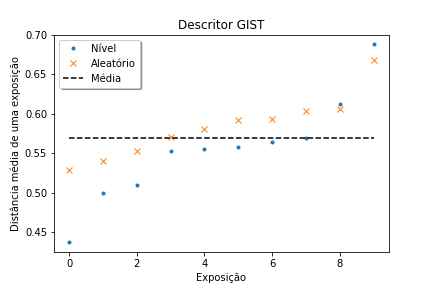 Descritor GIST
Nível
Aleatório
Média
Distância média de uma exposição
0.70
0.65
0.60
0.55
0.50
0.45
0 2 4 6 8
Exposição